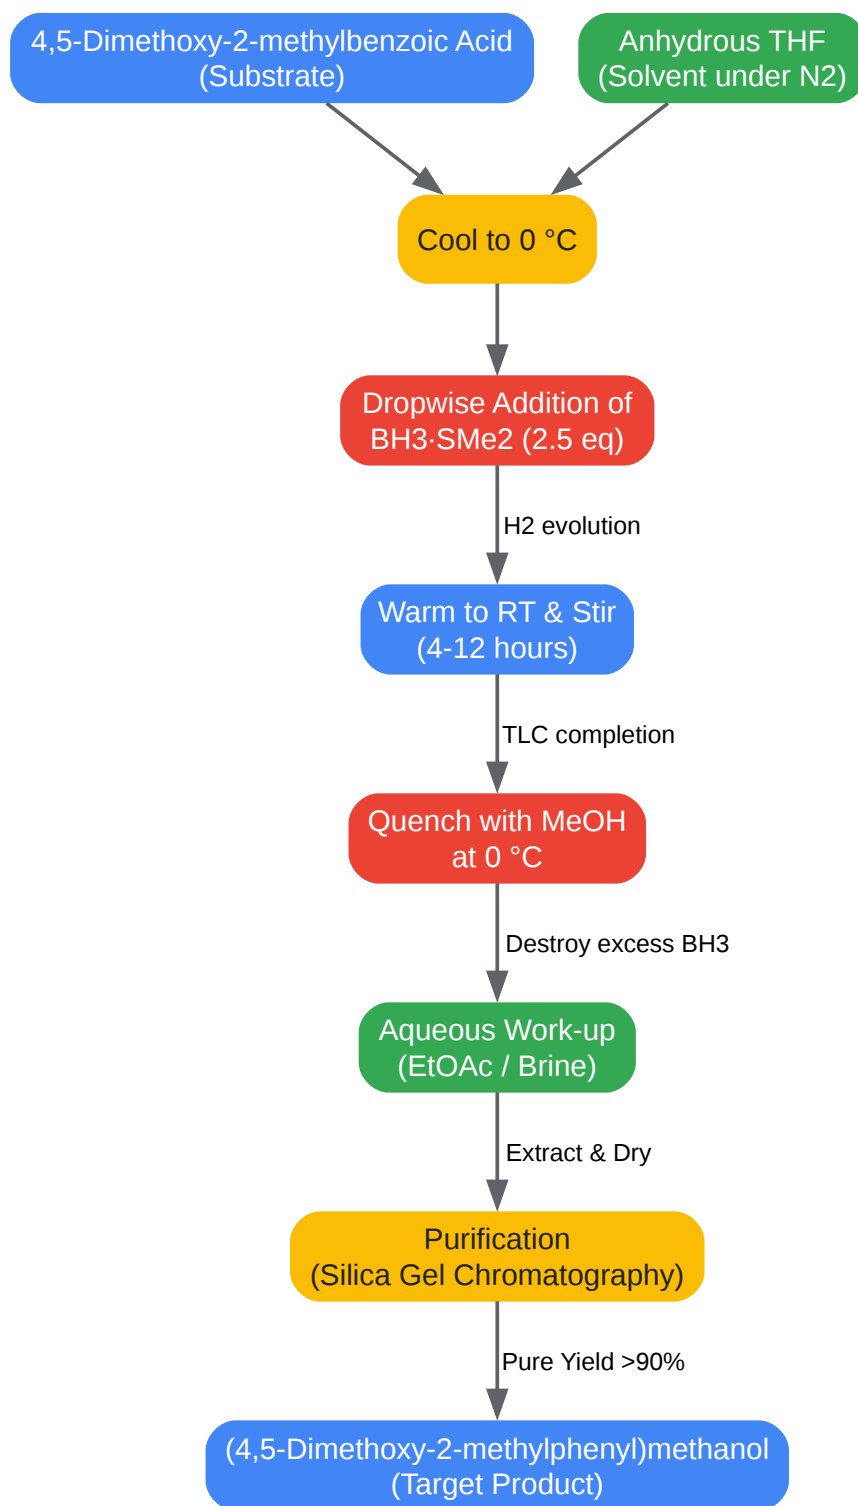 4,5-Dimethoxy-2-methylbenzoic Acid
(Substrate)
Anhydrous THF
(Solvent under N2)
Cool to 0 °C
Dropwise Addition of
BH3·SMe2 (2.5 eq)
H2 evolution
Warm to RT & Stir
(4-12 hours)
TLC completion
Quench with MeOH
at 0 °C
Destroy excess BH3
Aqueous Work-up
(EtOAc / Brine)
Extract & Dry
Purification
(Silica Gel Chromatography)
Pure Yield >90%
(4,5-Dimethoxy-2-methylphenyl)methanol
(Target Product)